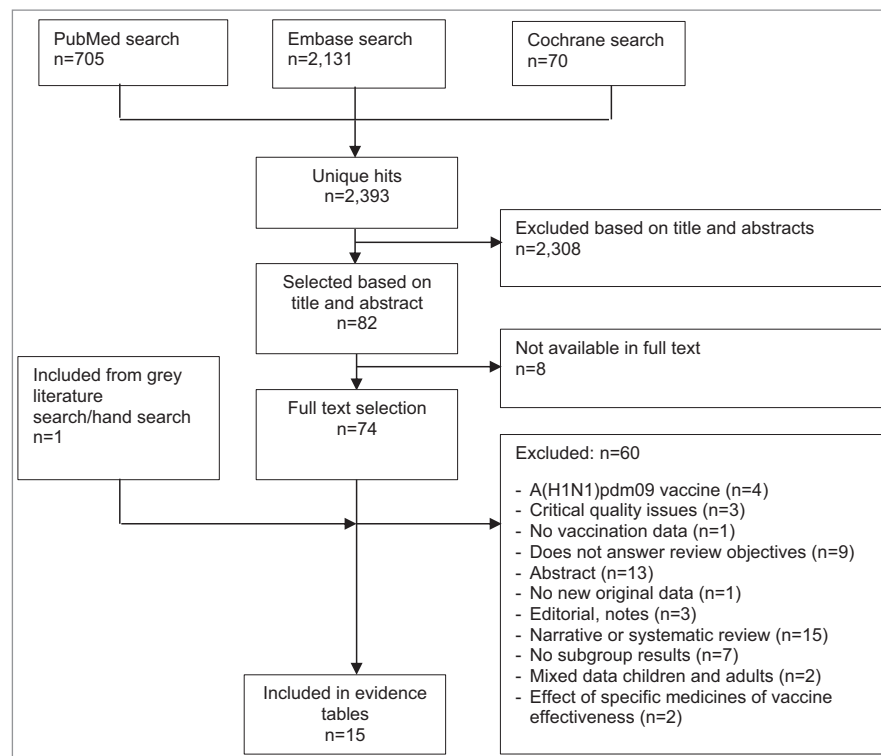 PubMed search
n=705
Embase search
n=2,131
Cochrane search
n=70
Unique hits
n=2,393
Excluded based on title and abstracts
n=2,308
Selected based on
title and abstract
n=82
Not available in full text
n=8
Included from grey
literature
search/hand search
n=1
Full text selection
n=74
Excluded: n=60
- A(H1N1)pdm09 vaccine (n=4)
- Critical quality issues (n=3)
- No vaccination data (n=1)
- Does not answer review objectives (n=9)
- Abstract (n=13)
- No new original data (n=1)
- Editorial, notes (n=3)
- Narrative or systematic review (n=15)
- No subgroup results (n=7)
- Mixed data children and adults (n=2)
- Effect of specific medicines of vaccine
effectiveness (n=2)
Included in evidence
tables
n=15